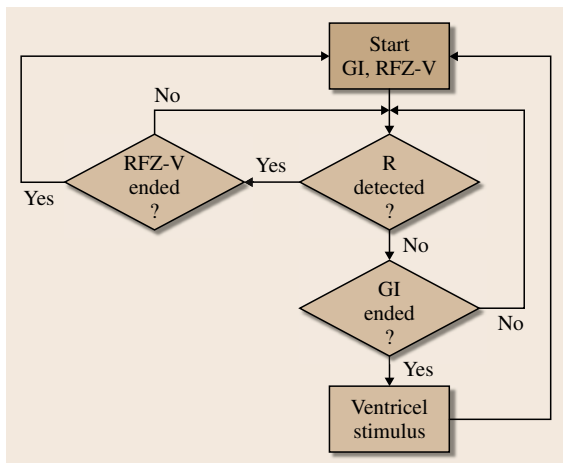 Start
GI, RFZ-V
No
RFZ-V
ended
?
Yes
Yes
R
detected
?
No
GI
ended
?
No
Yes
Ventricel
stimulus